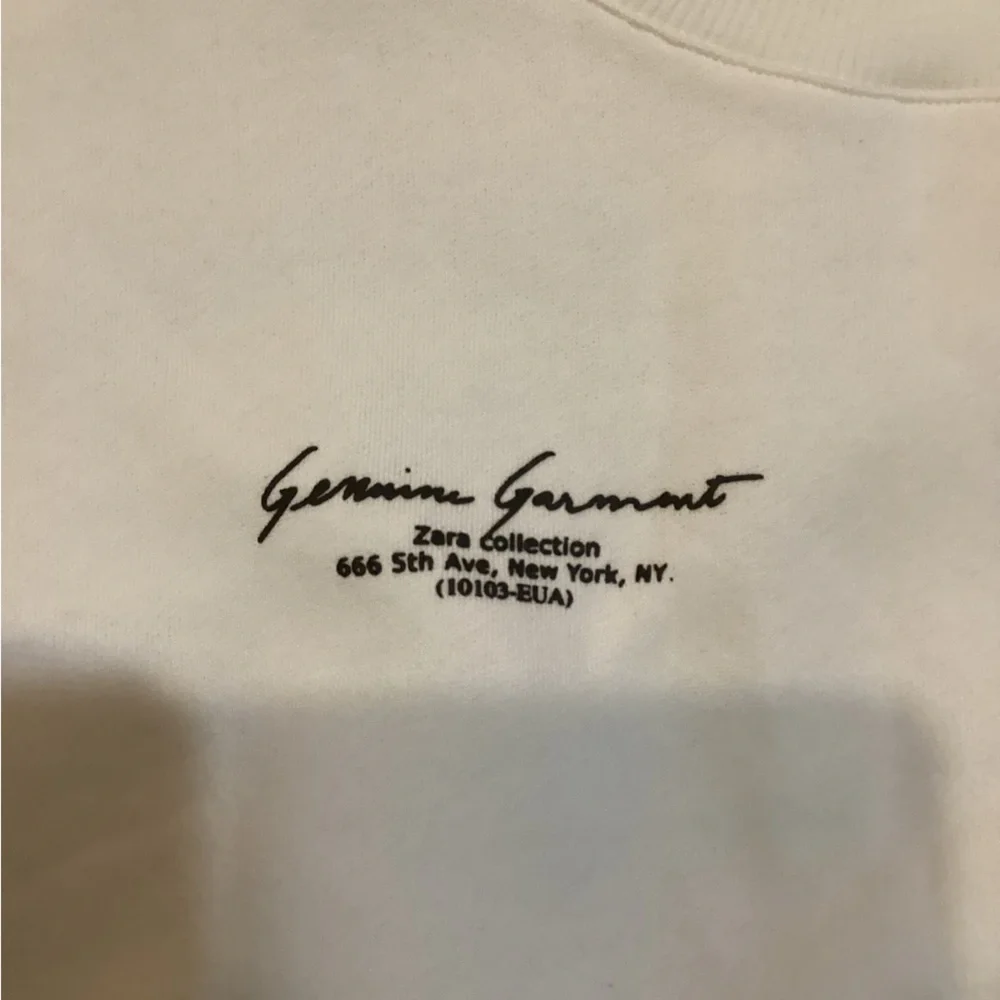 Genuine Garment
Zara collection
666 5th Ave, New York, NY.
(10103-EUA)